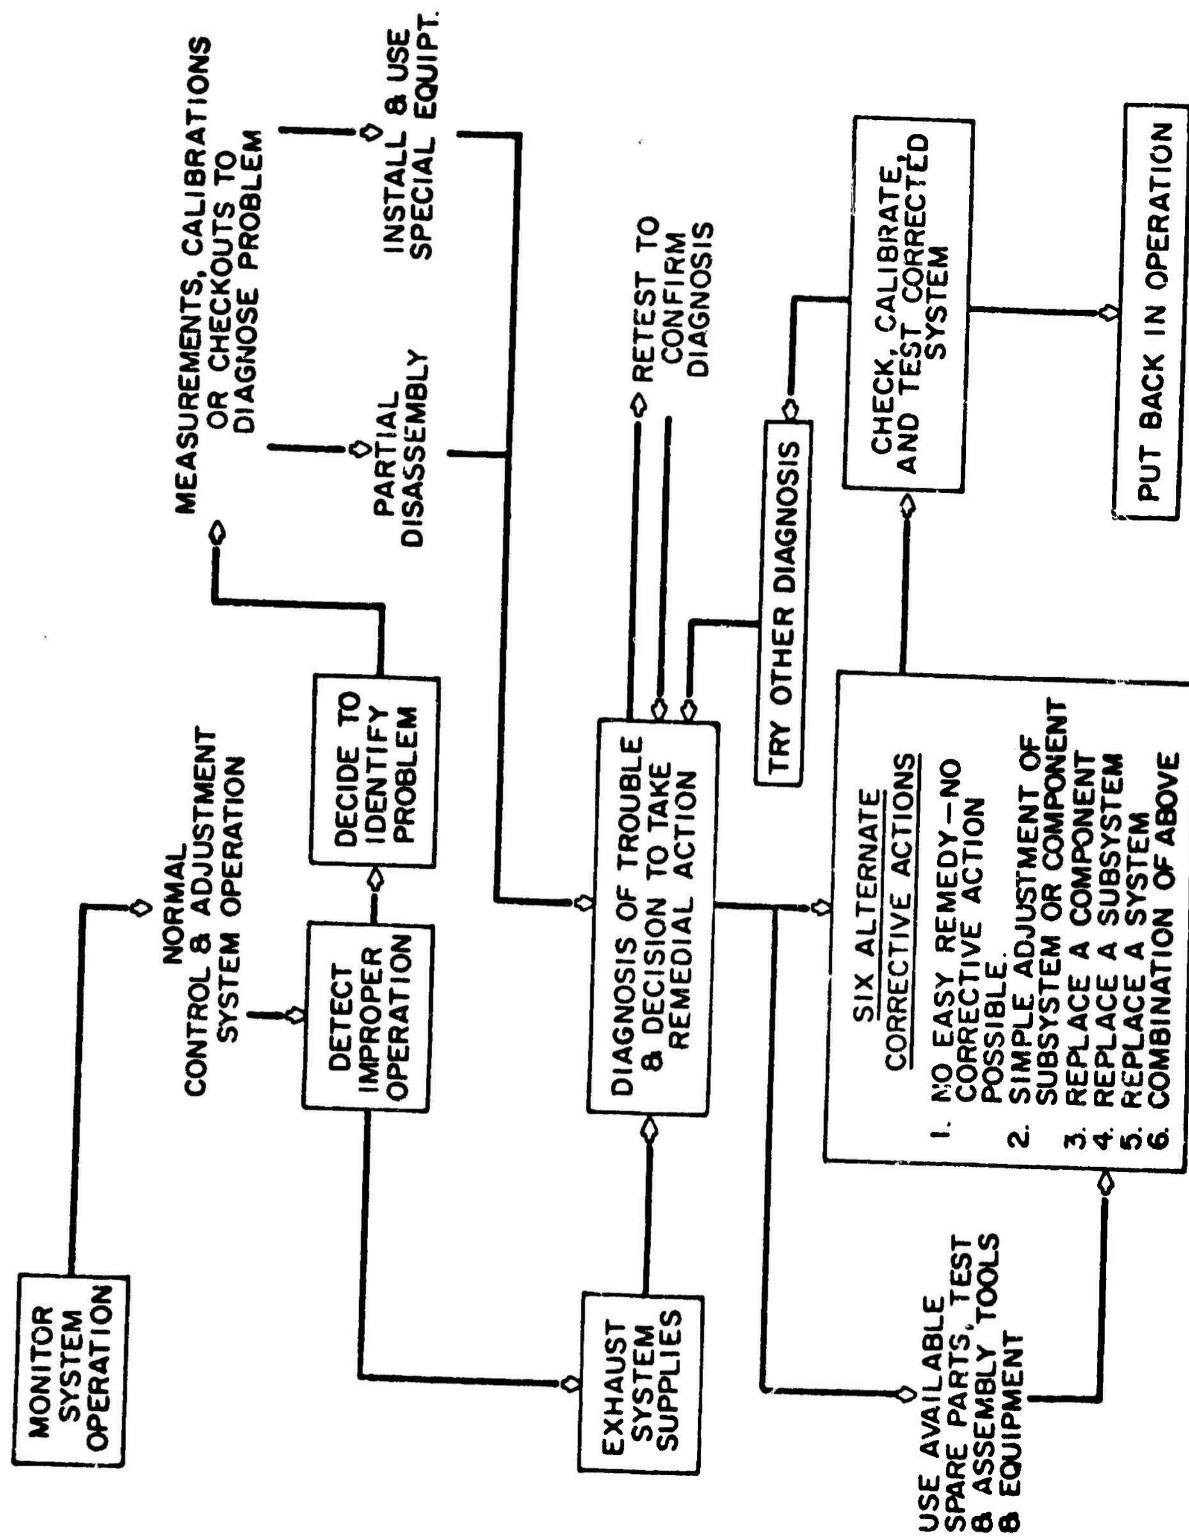 MONITOR
SYSTEM
OPERATION
NORMAL
CONTROL & ADJUSTMENT
SYSTEM OPERATION
DETECT
IMPROPER
OPERATION
DECIDE TO
IDENTIFY
PROBLEM
MEASUREMENTS, CALIBRATIONS
OR CHECKOUTS TO
DIAGNOSE PROBLEM
PARTIAL
DISASSEMBLY
INSTALL & USE
SPECIAL EQUIPT.
EXHAUST
SYSTEM
SUPPLIES
DIAGNOSIS OF TROUBLE
& DECISION TO TAKE
REMEDIAL ACTION
RETEST TO
CONFIRM
DIAGNOSIS
TRY OTHER DIAGNOSIS
USE AVAILABLE
SPARE PARTS, TEST
& ASSEMBLY TOOLS
& EQUIPMENT
SIX ALTERNATE
CORRECTIVE ACTIONS
1. NO EASY REMEDY—NO
CORRECTIVE ACTION
POSSIBLE.
2. SIMPLE ADJUSTMENT OF
SUBSYSTEM OR COMPONENT
3. REPLACE A COMPONENT
4. REPLACE A SUBSYSTEM
5. REPLACE A SYSTEM
6. COMBINATION OF ABOVE
CHECK, CALIBRATE,
AND TEST CORRECTED
SYSTEM
PUT BACK IN OPERATION